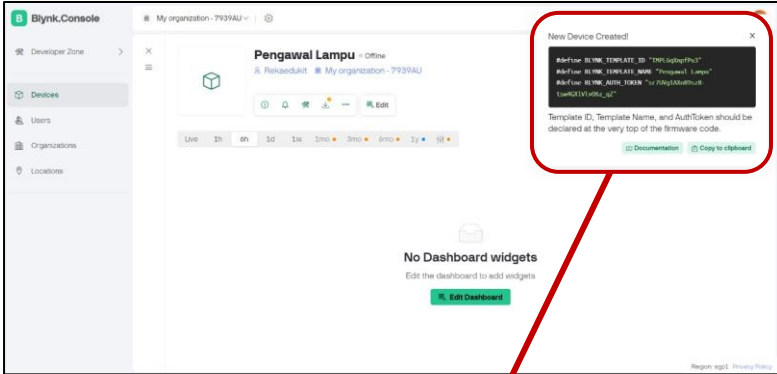 Blynk.Console
My organization - 7939AU
Developer Zone
Devices
Users
Organizations
Locations
Pengawal Lampu
Offline
Rekaedukit My organization - 7939AU
Edit
Live 1h 6h 1d 1w 1mo 3mo 6mo 1y
No Dashboard widgets
Edit the dashboard to add widgets
Edit Dashboard
New Device Created!
#define BLYNK_TEMPLATE_ID
#define BLYNK_TEMPLATE_NAME "Pengawal Lampu"
#define BLYNK_AUTH_TOKEN
Template ID, Template Name, and AuthToken should be
declared at the very top of the firmware code.
Documentation Copy to clipboard
Region: sgp1 Privacy Policy